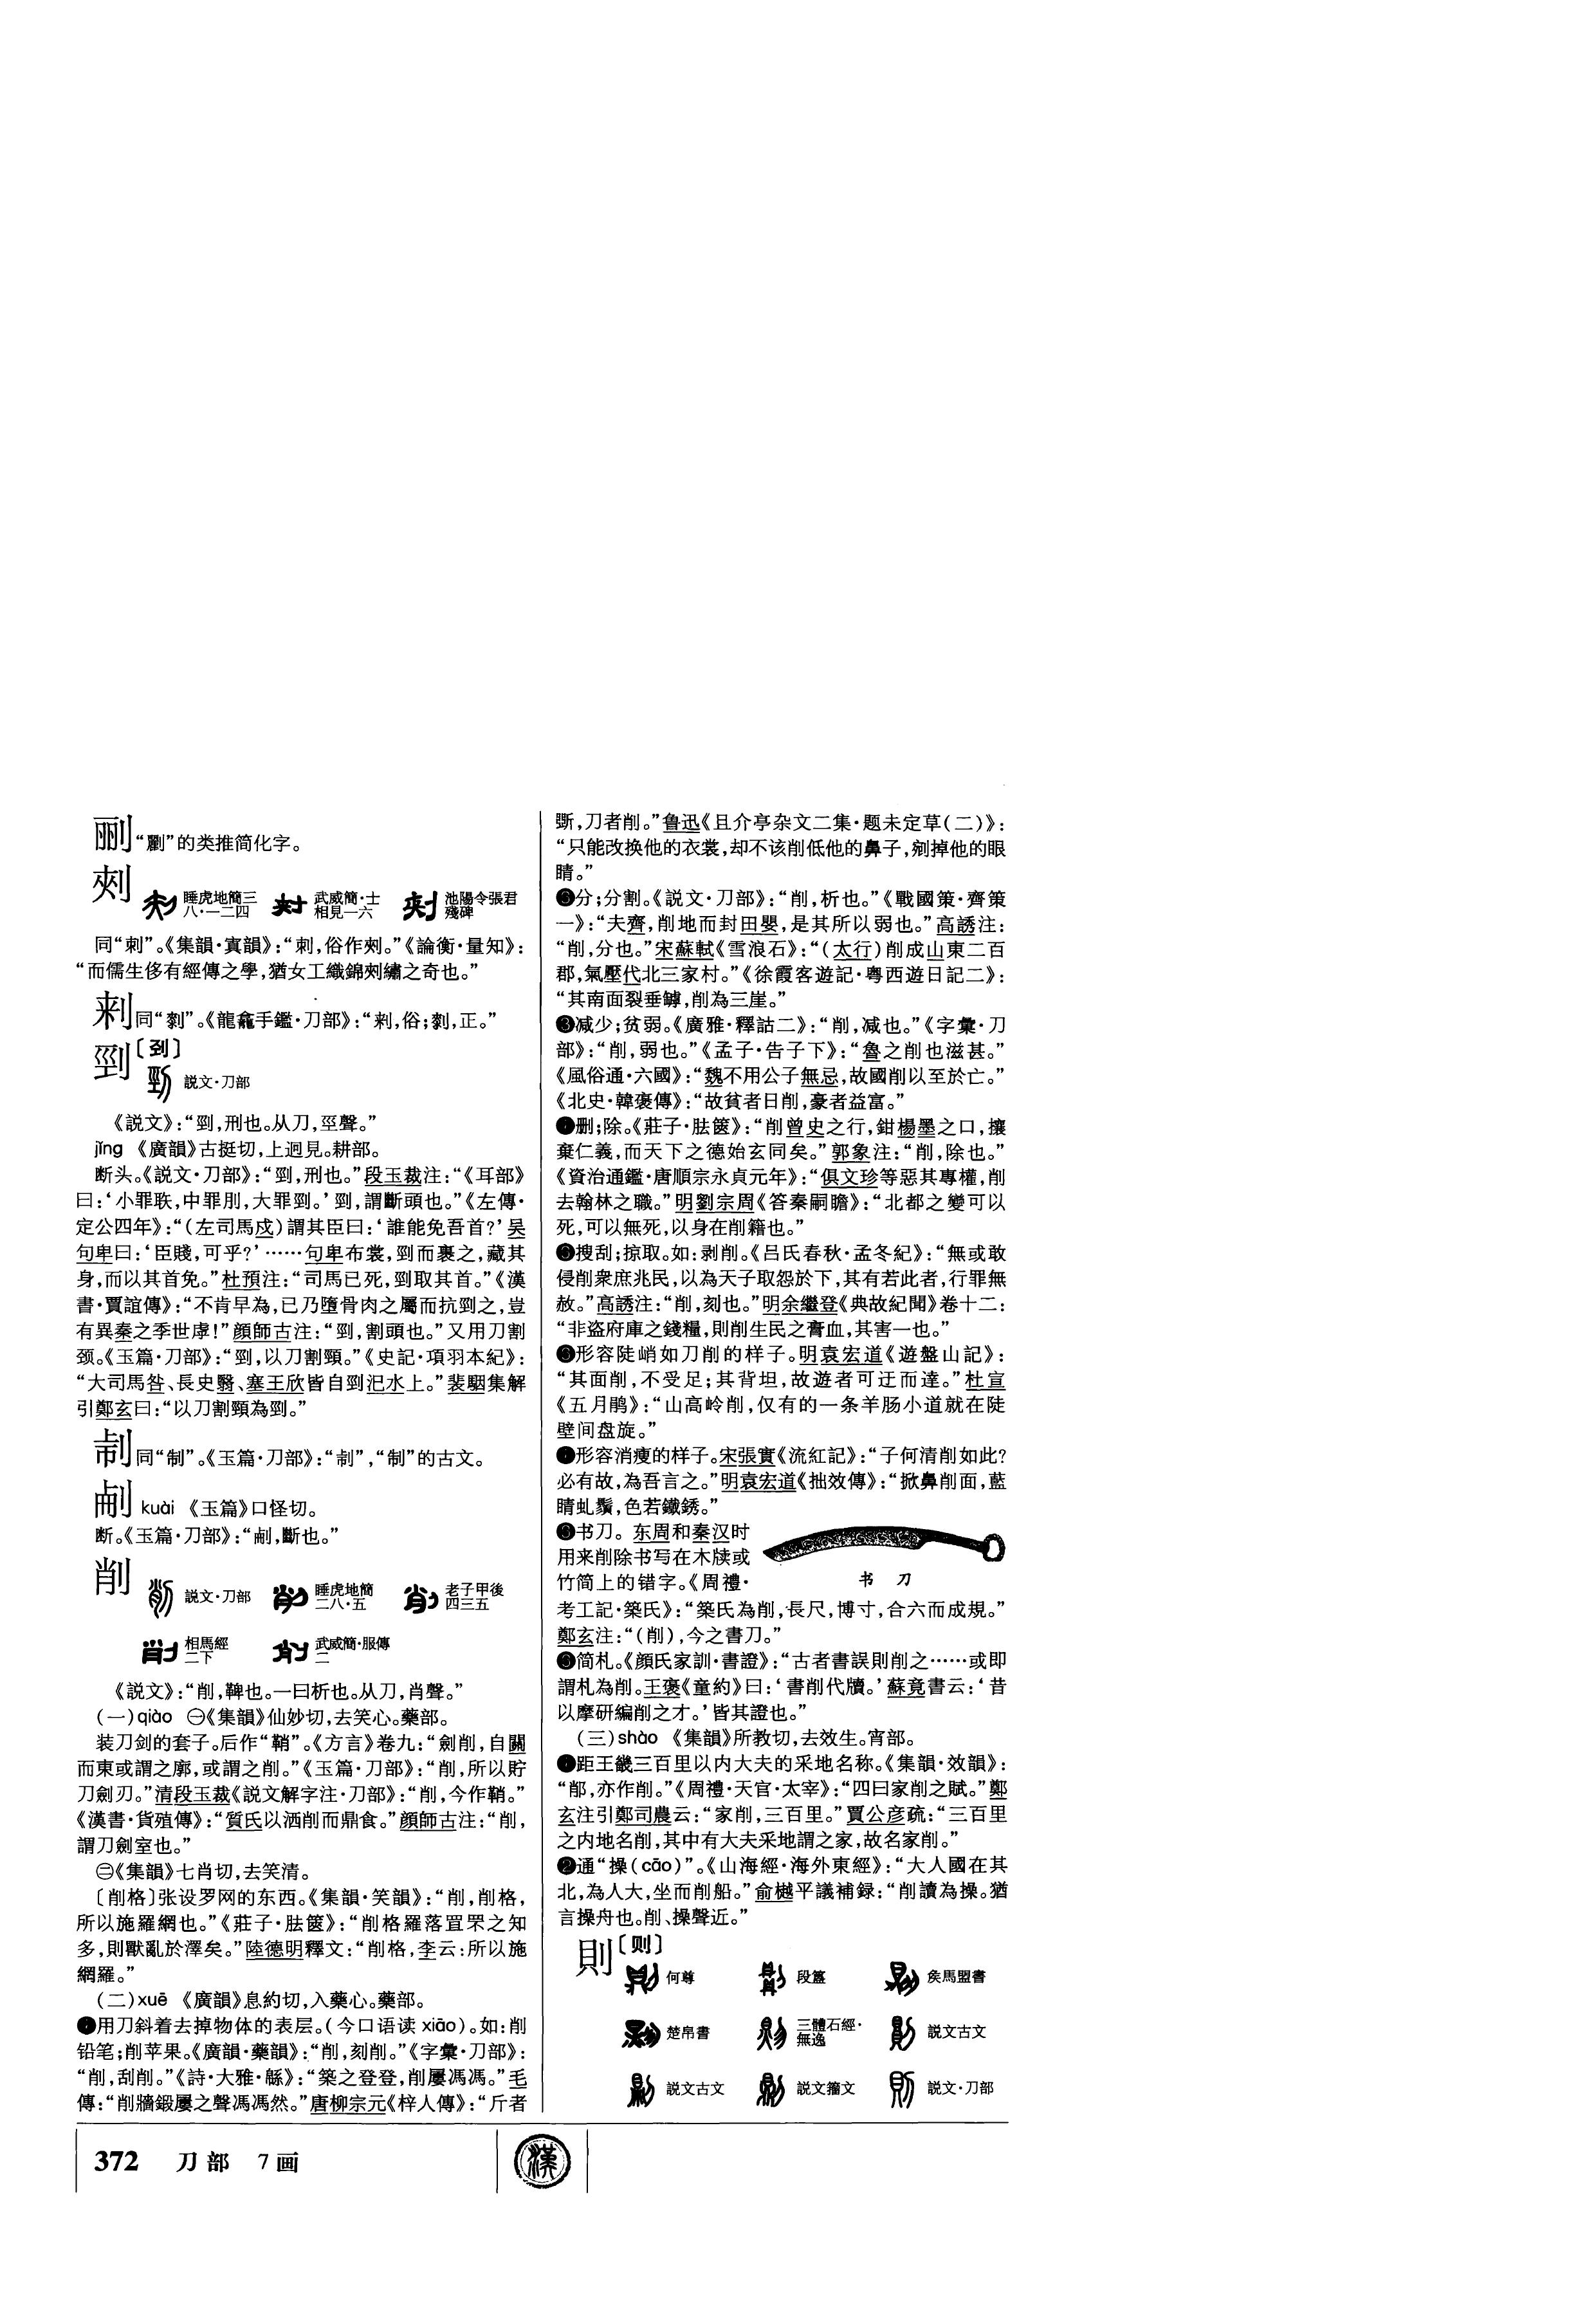 “劚”的类推简化字。
刾
睡虎地簡三
八·一二四
武威簡·士
相見一六
池陽令張君
殘碑
同“刺”。《集韻·寘韻》:“刺,俗作刾。”《論衡·量知》:
“而儒生侈有經傳之學,猶女工織錦刾繡之奇也。”
同“剺”。《龍龕手鑑·刀部》:“㓨,俗;剺,正。”
剄
〔刭〕
説文·刀部
《説文》:“剄,刑也。从刀,巠聲。”
jǐng 《廣韻》古挺切,上迥見。耕部。
断头。《説文·刀部》:“剄,刑也。”段玉裁注:“《耳部》
曰:‘小罪聅,中罪刖,大罪剄。’剄,謂斷頭也。”《左傳·
定公四年》:“(左司馬戌)謂其臣曰:‘誰能免吾首?’吴
句卑曰:‘臣賤,可乎?’……句卑布裳,剄而裹之,藏其
身,而以其首免。”杜預注:“司馬已死,剄取其首。”《漢
書·賈誼傳》:“不肯早為,已乃墮骨肉之屬而抗剄之,豈
有異秦之季世虖!”顔師古注:“剄,割頭也。”又用刀割
颈。《玉篇·刀部》:“剄,以刀割頸。”《史記·項羽本紀》:
“大司馬咎、長史翳、塞王欣皆自剄汜水上。”裴駰集解
引鄭玄曰:“以刀割頸為剄。”
同“制”。《玉篇·刀部》:“𠛐”,“制”的古文。
kuài 《玉篇》口怪切。
断。《玉篇·刀部》:“㓣,斷也。”
削
説文·刀部
睡虎地簡
二八·五
老子甲後
四三五
相馬經
二下
武威簡·服傳
二
《説文》:“削,鞞也。一曰析也。从刀,肖聲。”
(一)qiào ㊀《集韻》仙妙切,去笑心。藥部。
装刀剑的套子。后作“鞘”。《方言》卷九:“劍削,自關
而東或謂之廓,或謂之削。”《玉篇·刀部》:“削,所以貯
刀劍刃。”清段玉裁《説文解字注·刀部》:“削,今作鞘。”
《漢書·貨殖傳》:“質氏以洒削而鼎食。”顔師古注:“削,
謂刀劍室也。”
㊁《集韻》七肖切,去笑清。
〔削格〕张设罗网的东西。《集韻·笑韻》:“削,削格,
所以施羅網也。”《莊子·胠篋》:“削格羅落罝罘之知
多,則獸亂於澤矣。”陸德明釋文:“削格,李云:所以施
網羅。”
(二)xuē 《廣韻》息約切,入藥心。藥部。
❶用刀斜着去掉物体的表层。(今口语读 xiāo)。如:削
铅笔;削苹果。《廣韻·藥韻》:“削,刻削。”《字彙·刀部》:
“削,刮削。”《詩·大雅·緜》:“築之登登,削屢馮馮。”毛
傳:“削牆鍛屢之聲馮馮然。”唐柳宗元《梓人傳》:“斤者
斲,刀者削。”鲁迅《且介亭杂文二集·题未定草(二)》:
“只能改换他的衣裳,却不该削低他的鼻子,剜掉他的眼
睛。”
❷分;分割。《説文·刀部》:“削,析也。”《戰國策·齊策
一》:“夫齊,削地而封田嬰,是其所以弱也。”高誘注:
“削,分也。”宋蘇軾《雪浪石》:“(太行)削成山東二百
郡,氣壓代北三家村。”《徐霞客遊記·粤西遊日記二》:
“其南面裂垂罅,削為三崖。”
❸减少;贫弱。《廣雅·釋詁二》:“削,减也。”《字彙·刀
部》:“削,弱也。”《孟子·告子下》:“魯之削也滋甚。”
《風俗通·六國》:“魏不用公子無忌,故國削以至於亡。”
《北史·韓褒傳》:“故貧者日削,豪者益富。”
❹删;除。《莊子·胠篋》:“削曾史之行,鉗楊墨之口,攘
棄仁義,而天下之德始玄同矣。”郭象注:“削,除也。”
《資治通鑑·唐順宗永貞元年》:“俱文珍等惡其專權,削
去翰林之職。”明劉宗周《答秦嗣瞻》:“北都之變可以
死,可以無死,以身在削籍也。”
❺搜刮;掠取。如:剥削。《吕氏春秋·孟冬紀》:“無或敢
侵削衆庶兆民,以為天子取怨於下,其有若此者,行罪無
赦。”高誘注:“削,刻也。”明余繼登《典故紀聞》卷十二:
“非盗府庫之錢糧,則削生民之膏血,其害一也。”
❻形容陡峭如刀削的样子。明袁宏道《遊盤山記》:
“其面削,不受足;其背坦,故遊者可迂而達。”杜宣
《五月鹃》:“山高岭削,仅有的一条羊肠小道就在陡
壁间盘旋。”
❼形容消瘦的样子。宋張實《流紅記》:“子何清削如此?
必有故,為吾言之。”明袁宏道《拙效傳》:“掀鼻削面,藍
睛虬鬚,色若鐵銹。”
❽书刀。东周和秦汉时
用来削除书写在木牍或
竹简上的错字。《周禮·
书 刀
考工記·築氏》:“築氏為削,長尺,博寸,合六而成規。”
鄭玄注:“(削),今之書刀。”
❾简札。《顔氏家訓·書證》:“古者書誤則削之……或即
謂札為削。王褒《童約》曰:‘書削代牘。’蘇竟書云:‘昔
以摩研編削之才。’皆其證也。”
(三)shào 《集韻》所教切,去效生。宵部。
❶距王畿三百里以内大夫的采地名称。《集韻·效韻》:
“䣠,亦作削。”《周禮·天官·太宰》:“四曰家削之賦。”鄭
玄注引鄭司農云:“家削,三百里。”賈公彦疏:“三百里
之内地名削,其中有大夫采地謂之家,故名家削。”
❷通“操(cāo)”。《山海經·海外東經》:“大人國在其
北,為人大,坐而削船。”俞樾平議補録:“削讀為操。猶
言操舟也。削、操聲近。”
則
〔则〕
何尊
段簋
矦馬盟書
楚帛書
三體石經·
無逸
説文古文
説文古文
説文籀文
説文·刀部
372 刀部 7画
漢